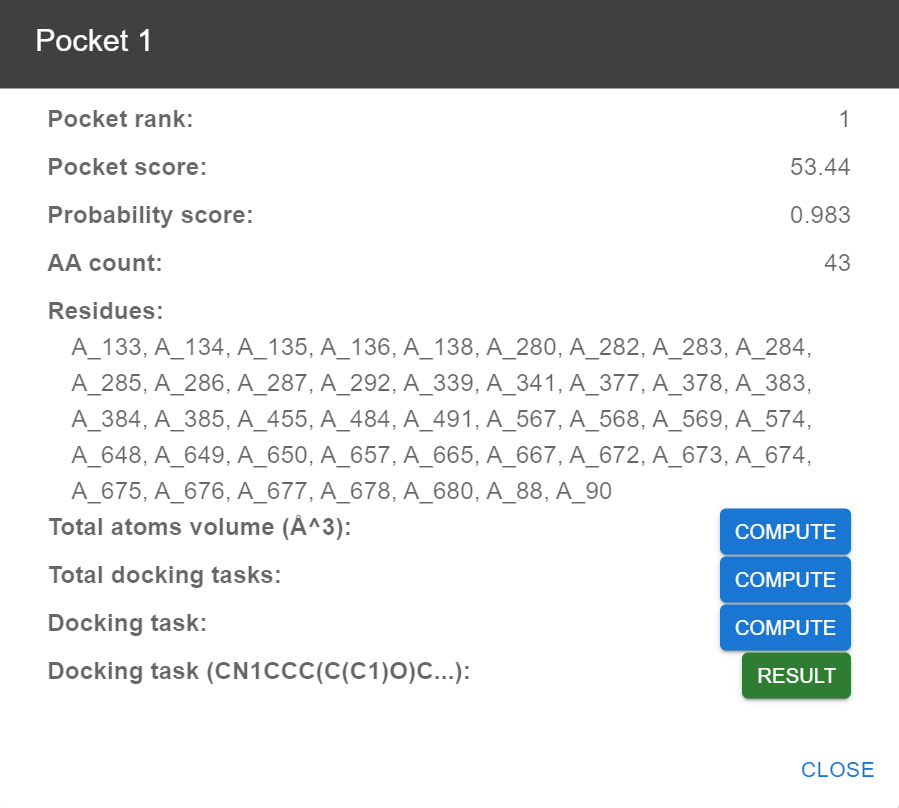 Pocket 1
Pocket rank: 1
Pocket score: 53.44
Probability score: 0.983
AA count: 43
Residues:
A_133, A_134, A_135, A_136, A_138, A_280, A_282, A_283, A_284,
A_285, A_286, A_287, A_292, A_339, A_341, A_377, A_378, A_383,
A_384, A_385, A_455, A_484, A_491, A_567, A_568, A_569, A_574,
A_648, A_649, A_650, A_657, A_665, A_667, A_672, A_673, A_674,
A_675, A_676, A_677, A_678, A_680, A_88, A_90
Total atoms volume (Å^3): COMPUTE
Total docking tasks: COMPUTE
Docking task: COMPUTE
Docking task (CN1CCC(C(C1)O)C...): RESULT
CLOSE